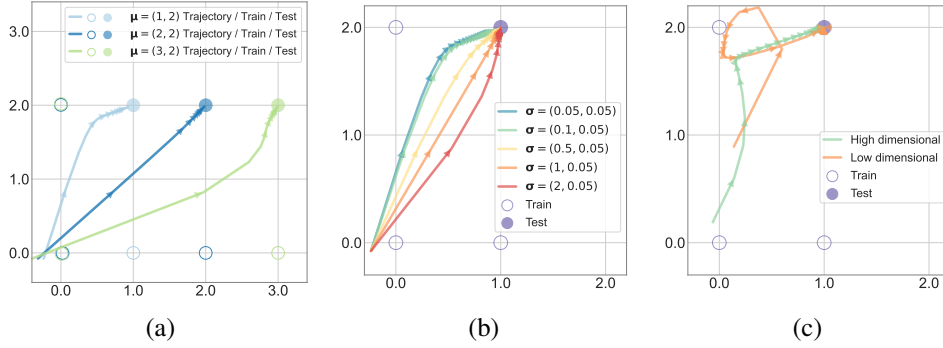 3.0
2.0
1.0
0.0
0.0
1.0
2.0
3.0
μ = (1, 2) Trajectory / Train / Test
μ = (2, 2) Trajectory / Train / Test
μ = (3, 2) Trajectory / Train / Test
(a)
2.0
1.0
0.0
0.0
1.0
2.0
σ = (0.05, 0.05)
σ = (0.1, 0.05)
σ = (0.5, 0.05)
σ = (1, 0.05)
σ = (2, 0.05)
Train
Test
(b)
2.0
1.0
0.0
0.0
1.0
2.0
High dimensional
Low dimensional
Train
Test
(c)